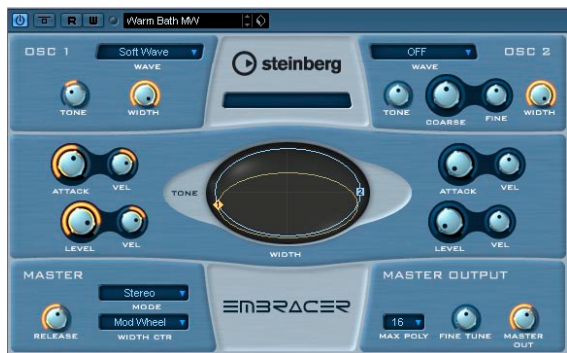 R W Warm Bath MW
OSC 1 Soft Wave
WAVE
TONE WIDTH
steinberg
OFF OSC 2
WAVE
TONE COARSE FINE WIDTH
ATTACK VEL
LEVEL VEL
TONE
1
2
WIDTH
ATTACK VEL
LEVEL VEL
MASTER
Stereo
MODE
Mod Wheel
RELEASE WIDTH CTR
EMBRACER
MASTER OUTPUT
16
MAX POLY FINE TUNE MASTER
OUT